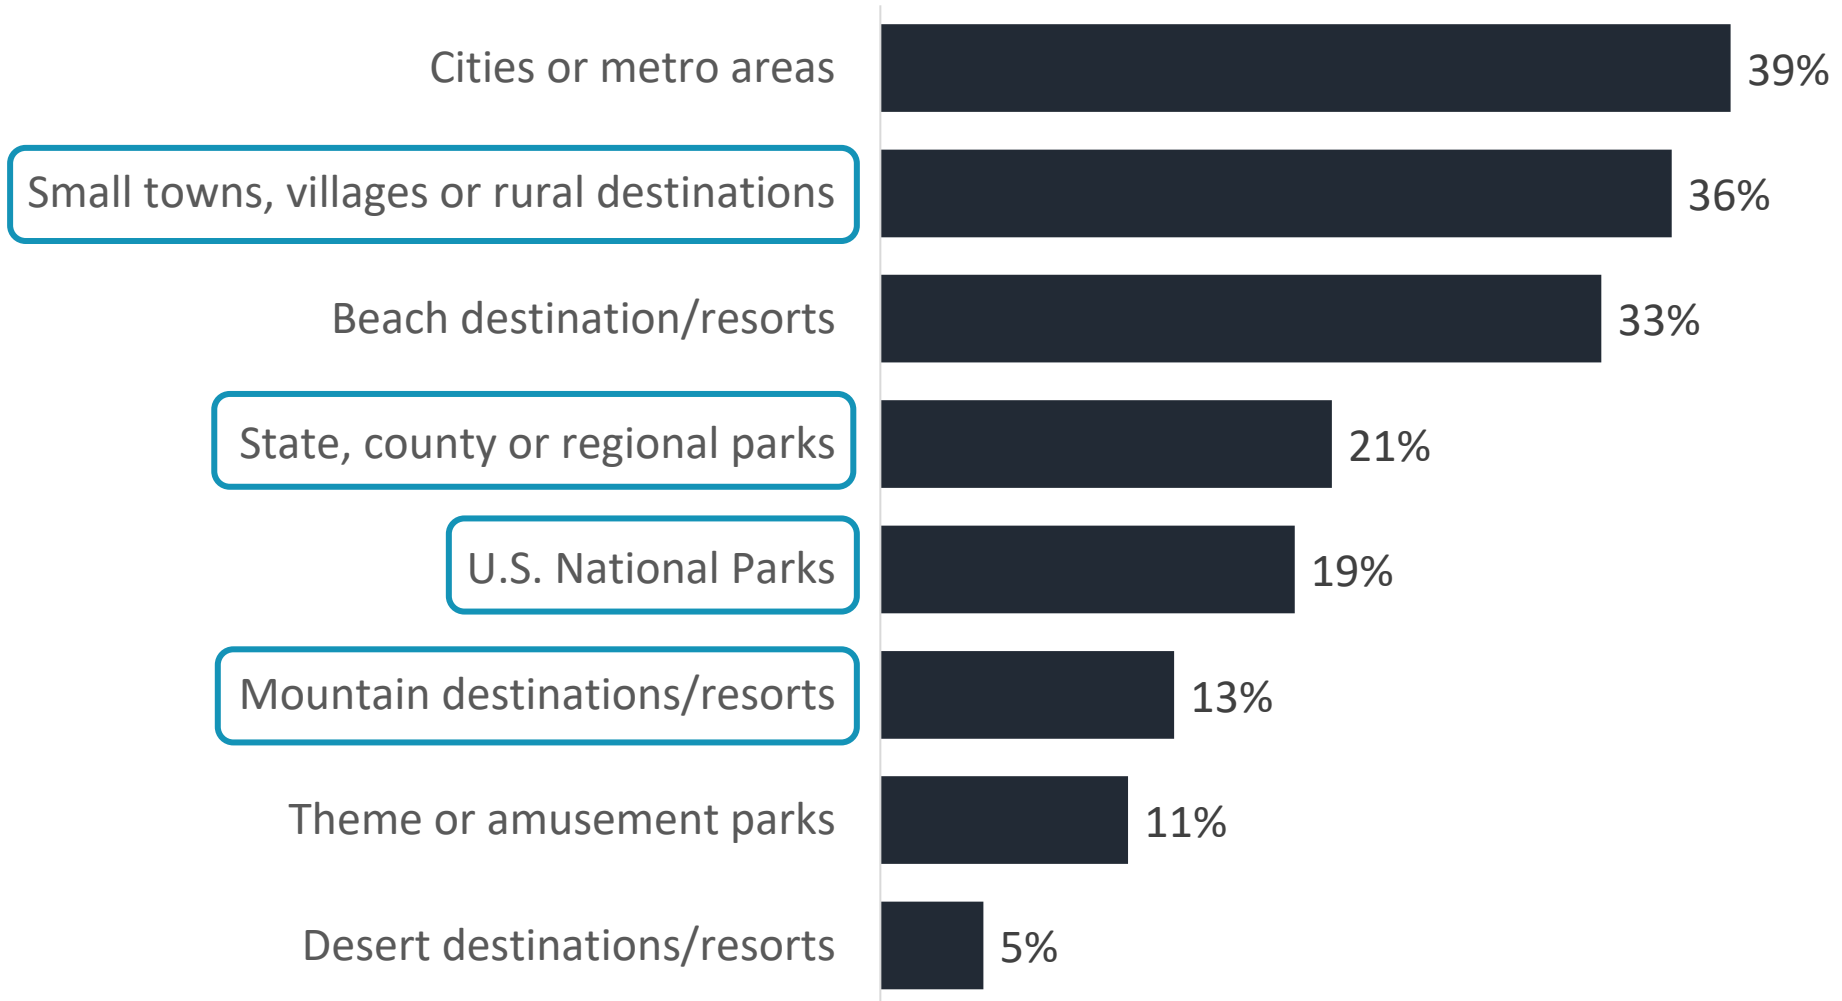 Cities or metro areas 39%
Small towns, villages or rural destinations 36%
Beach destination/resorts 33%
State, county or regional parks 21%
U.S. National Parks 19%
Mountain destinations/resorts 13%
Theme or amusement parks 11%
Desert destinations/resorts 5%